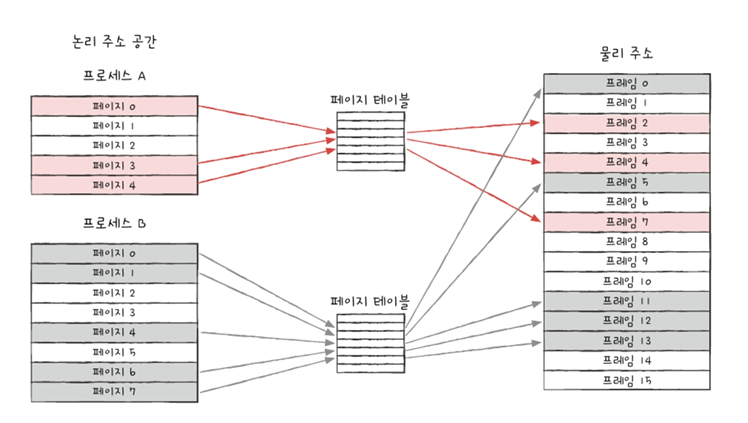 논리 주소 공간
프로세스 A
페이지 0
페이지 1
페이지 2
페이지 3
페이지 4
프로세스 B
페이지 0
페이지 1
페이지 2
페이지 3
페이지 4
페이지 5
페이지 6
페이지 7
페이지 테이블
페이지 테이블
물리 주소
프레임 0
프레임 1
프레임 2
프레임 3
프레임 4
프레임 5
프레임 6
프레임 7
프레임 8
프레임 9
프레임 10
프레임 11
프레임 12
프레임 13
프레임 14
프레임 15